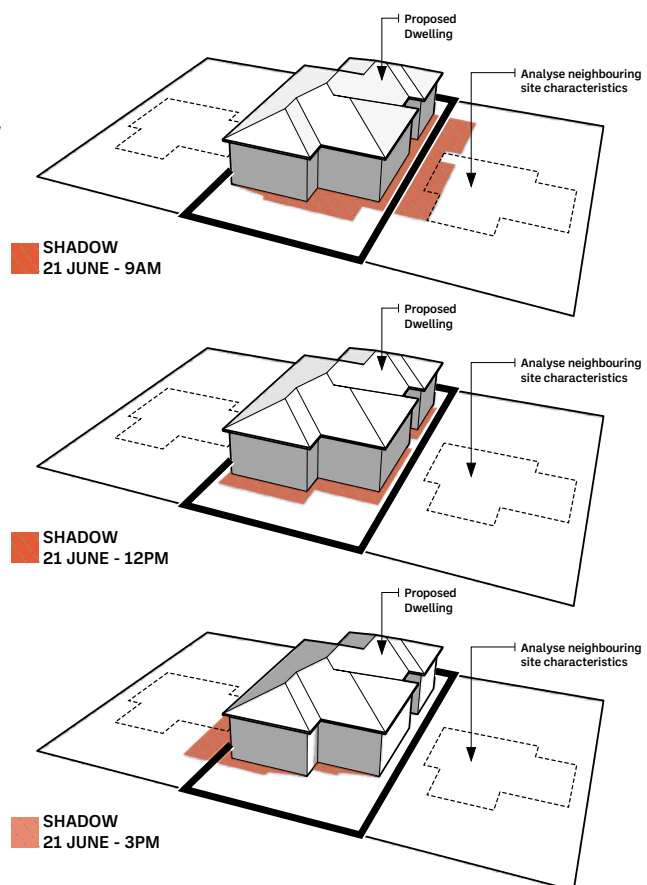 Proposed
Dwelling
Analyse neighbouring
site characteristics
SHADOW
21 JUNE - 9AM
Proposed
Dwelling
Analyse neighbouring
site characteristics
SHADOW
21 JUNE - 12PM
Proposed
Dwelling
Analyse neighbouring
site characteristics
SHADOW
21 JUNE - 3PM